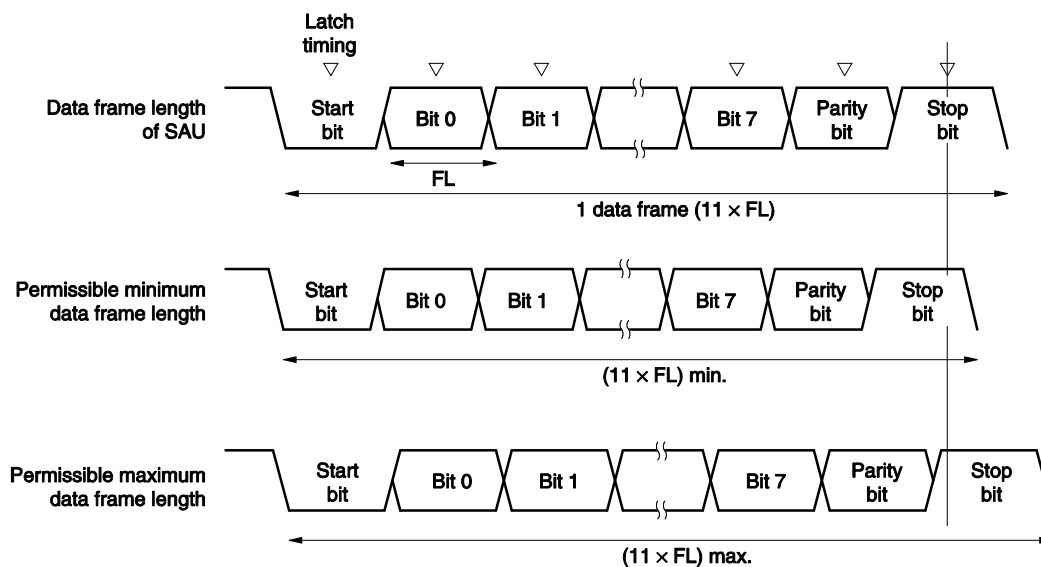 Latch
timing
Data frame length
of SAU
Start
bit
Bit 0
Bit 1
Bit 7
Parity
bit
Stop
bit
FL
1 data frame (11 × FL)
Permissible minimum
data frame length
Start
bit
Bit 0
Bit 1
Bit 7
Parity
bit
Stop
bit
(11 × FL) min.
Permissible maximum
data frame length
Start
bit
Bit 0
Bit 1
Bit 7
Parity
bit
Stop
bit
(11 × FL) max.